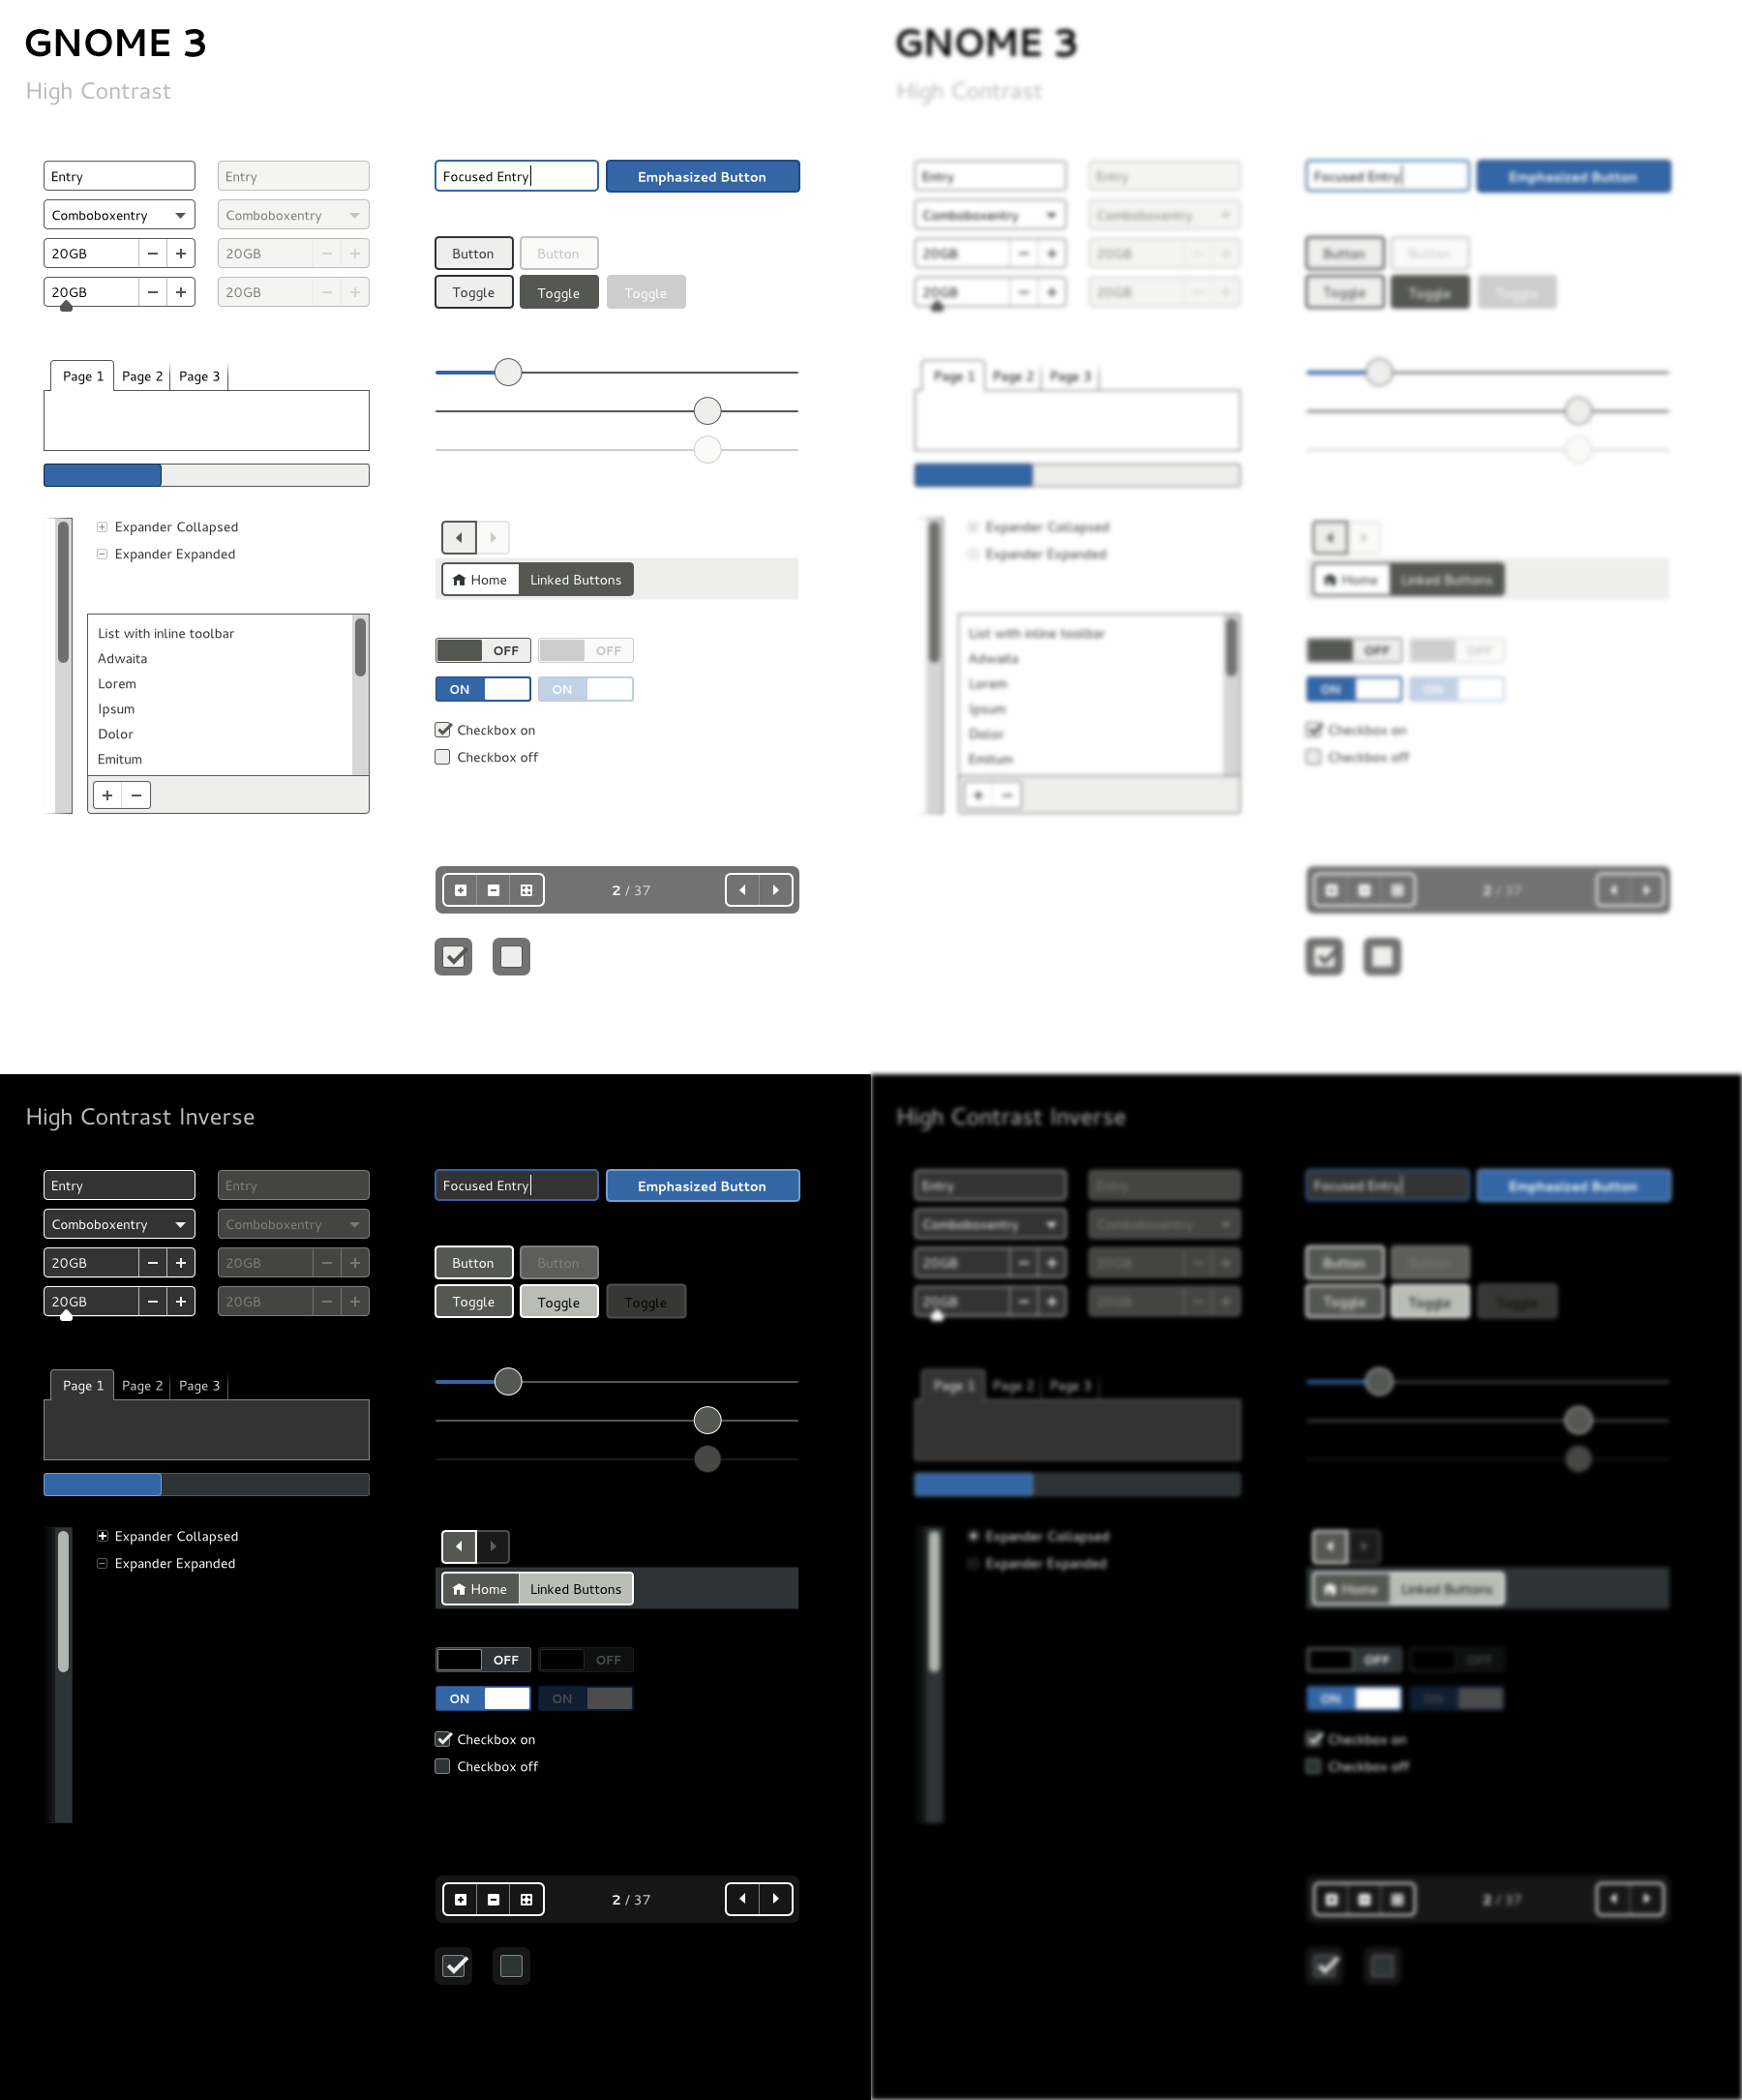 GNOME 3
High Contrast
Entry
Entry
Focused Entry
Emphasized Button
Comboboxentry
Comboboxentry
20GB
20GB
Button
Button
20GB
20GB
Toggle
Toggle
Toggle
Page 1
Page 2
Page 3
Expander Collapsed
Expander Expanded
Home
Linked Buttons
List with inline toolbar
Adwaita
Lorem
Ipsum
Dolor
Emitum
OFF
OFF
ON
ON
Checkbox on
Checkbox off
2 / 37
GNOME 3
High Contrast
Entry
Entry
Focused Entry
Emphasized Button
Comboboxentry
Comboboxentry
20GB
20GB
Button
Button
20GB
20GB
Toggle
Toggle
Toggle
Page 1
Page 2
Page 3
Expander Collapsed
Expander Expanded
Home
Linked Buttons
List with inline toolbar
Adwaita
Lorem
Ipsum
Dolor
Emitum
OFF
OFF
ON
ON
Checkbox on
Checkbox off
2 / 37
High Contrast Inverse
Entry
Entry
Focused Entry
Emphasized Button
Comboboxentry
Comboboxentry
20GB
20GB
Button
Button
20GB
20GB
Toggle
Toggle
Toggle
Page 1
Page 2
Page 3
Expander Collapsed
Expander Expanded
Home
Linked Buttons
OFF
OFF
ON
ON
Checkbox on
Checkbox off
2 / 37
High Contrast Inverse
Entry
Entry
Focused Entry
Emphasized Button
Comboboxentry
Comboboxentry
20GB
20GB
Button
Button
20GB
20GB
Toggle
Toggle
Toggle
Page 1
Page 2
Page 3
Expander Collapsed
Expander Expanded
Home
Linked Buttons
OFF
OFF
ON
ON
Checkbox on
Checkbox off
2 / 37